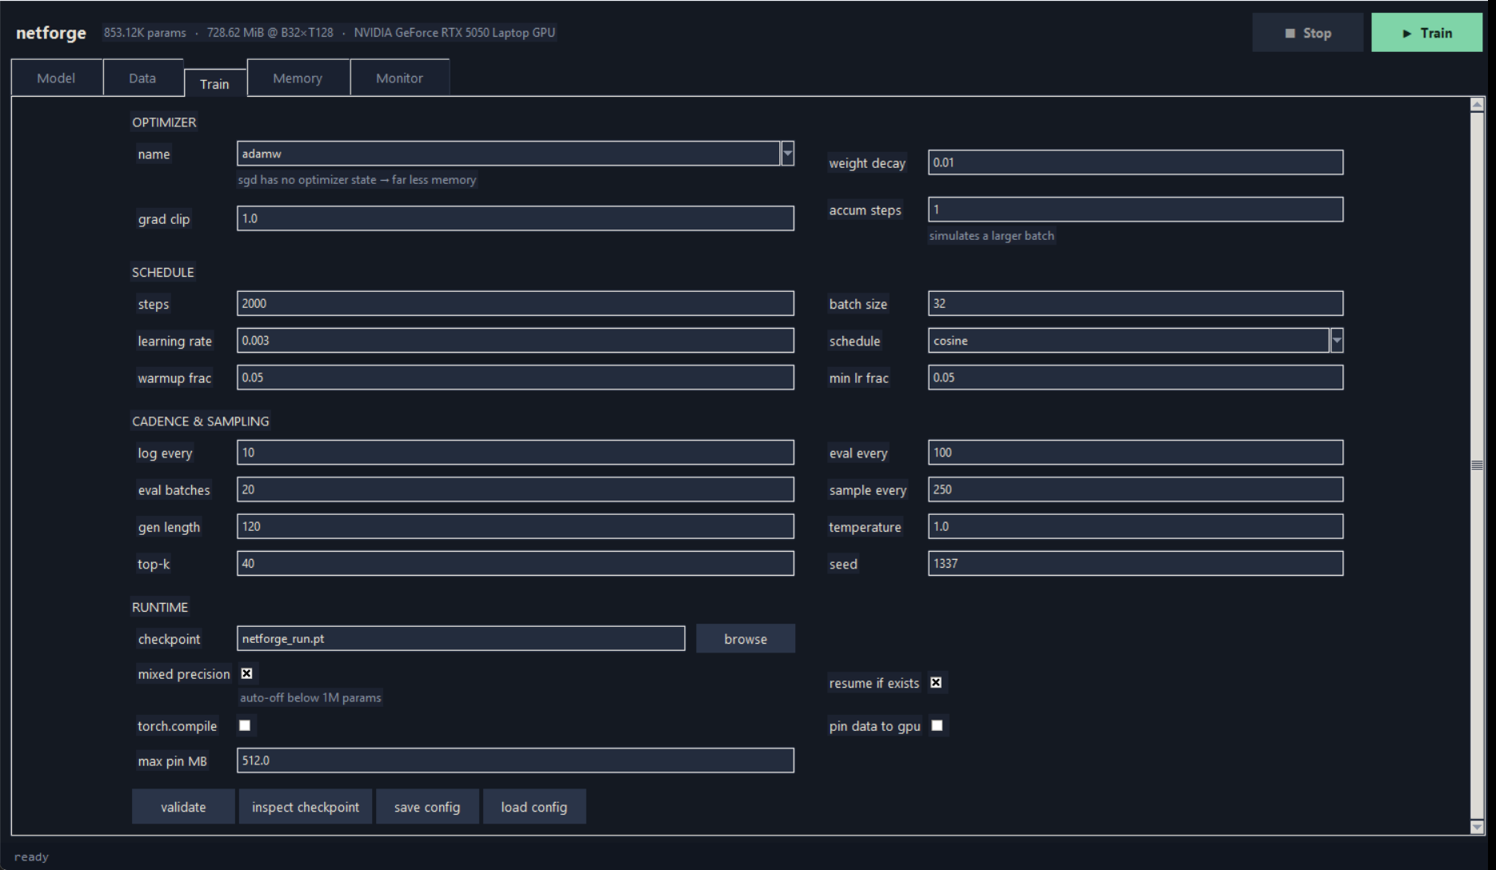 netforge 853.12K params · 728.62 MiB @ B32×T128 · NVIDIA GeForce RTX 5050 Laptop GPU ■ Stop ► Train
Model Data Train Memory Monitor
OPTIMIZER
name adamw
sgd has no optimizer state → far less memory
weight decay 0.01
grad clip 1.0
accum steps 1
simulates a larger batch
SCHEDULE
steps 2000 batch size 32
learning rate 0.003 schedule cosine
warmup frac 0.05 min lr frac 0.05
CADENCE & SAMPLING
log every 10 eval every 100
eval batches 20 sample every 250
gen length 120 temperature 1.0
top-k 40 seed 1337
RUNTIME
checkpoint netforge_run.pt browse
mixed precision
auto-off below 1M params
resume if exists
torch.compile pin data to gpu
max pin MB 512.0
validate inspect checkpoint save config load config
ready